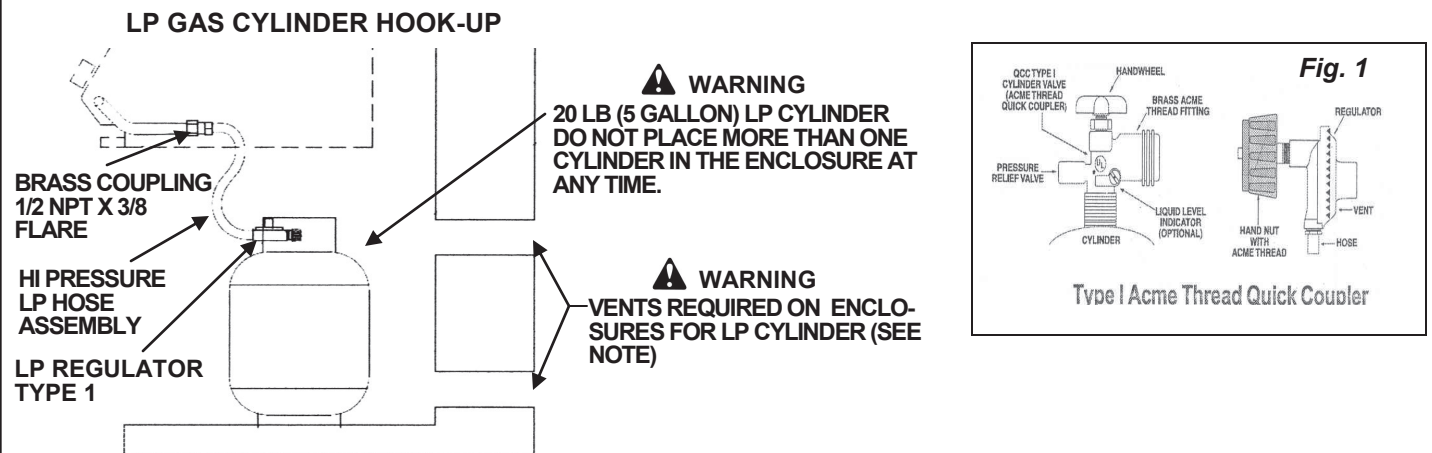 LP GAS CYLINDER HOOK-UP
WARNING
20 LB (5 GALLON) LP CYLINDER
DO NOT PLACE MORE THAN ONE
CYLINDER IN THE ENCLOSURE AT
ANY TIME.
BRASS COUPLING
1/2 NPT X 3/8
FLARE
HI PRESSURE
LP HOSE
ASSEMBLY
LP REGULATOR
TYPE 1
WARNING
VENTS REQUIRED ON ENCLO-
SURES FOR LP CYLINDER (SEE
NOTE)
Fig. 1
QCC TYPE I
CYLINDER VALVE
(ACME THREAD
QUICK COUPLER)
HANDWHEEL
BRASS ACME
THREAD FITTING
REGULATOR
PRESSURE
RELIEF VALVE
UL
LIQUID LEVEL
INDICATOR
(OPTIONAL)
CYLINDER
HAND NUT
WITH
ACME THREAD
VENT
HOSE
Type I Acme Thread Quick Coupler